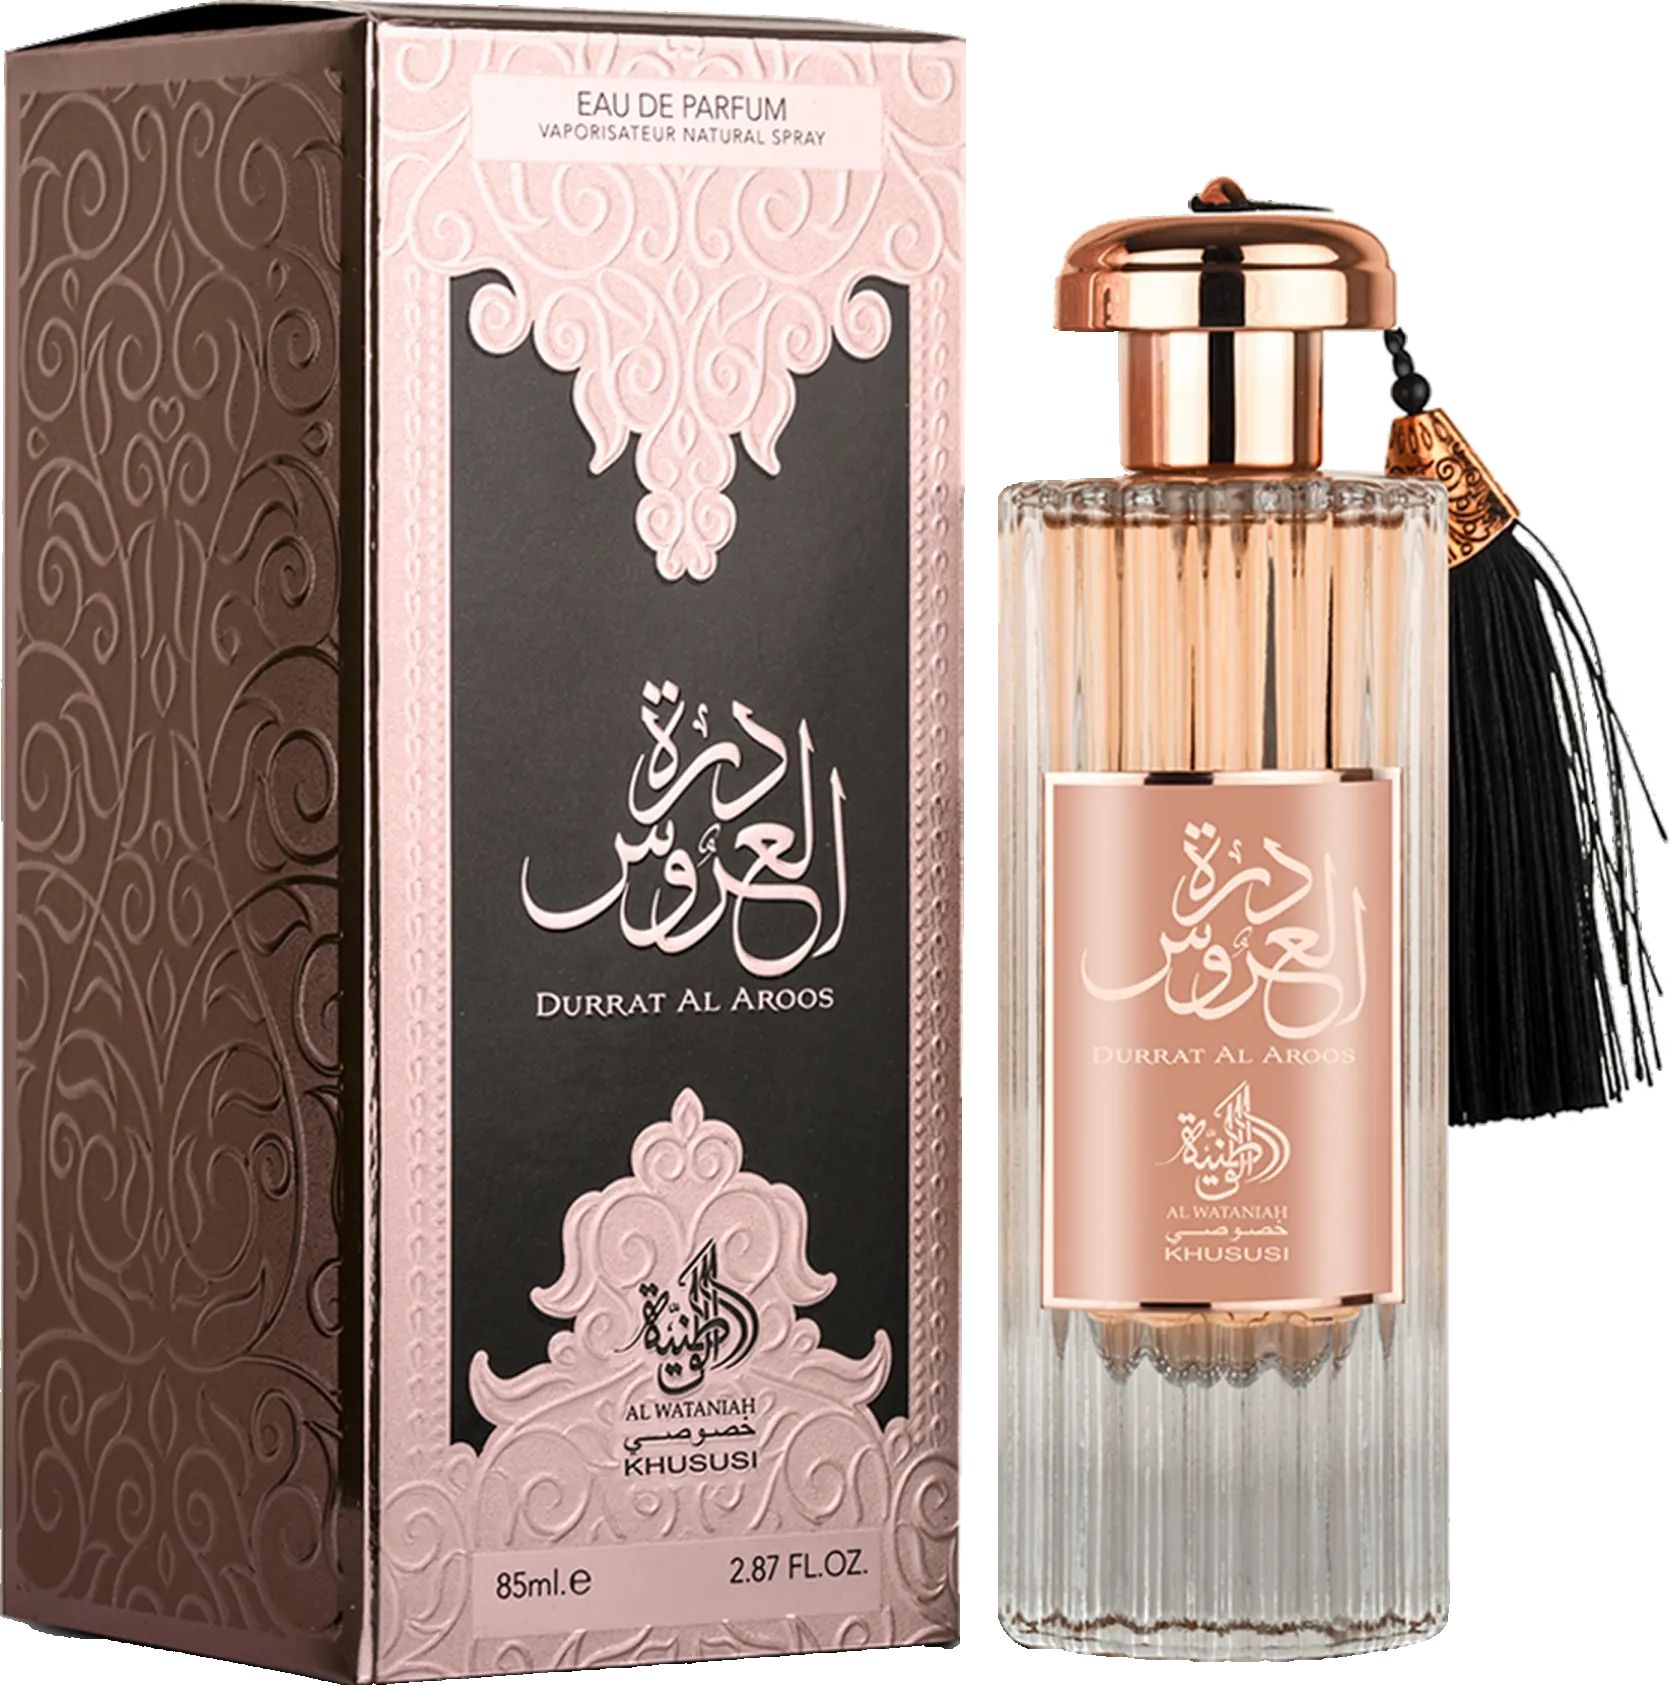 EAU DE PARFUM
VAPORISATEUR NATURAL SPRAY
درة
العروس
DURRAT AL AROOS
الوطنية
AL WATANIAH
خصوصي
KHUSUSI
85ml.e
2.87 FL.OZ.
درة
العروس
DURRAT AL AROOS
الوطنية
AL WATANIAH
خصوصي
KHUSUSI